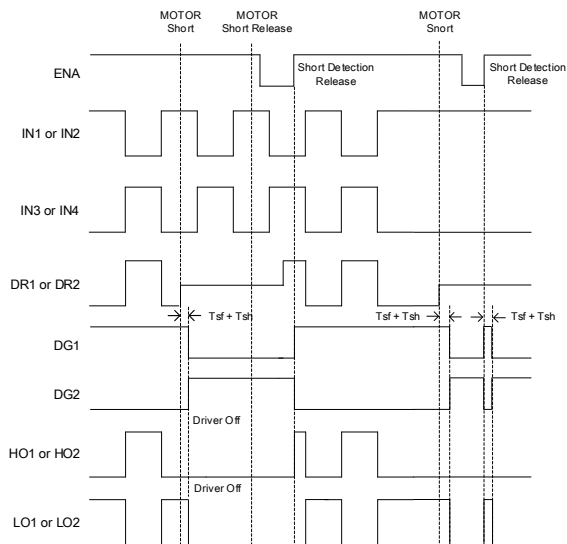 MOTOR
Short
MOTOR
Short Release
MOTOR
Snort
ENA
Short Detection
Release
Short Detection
Release
IN1 or IN2
IN3 or IN4
DR1 or DR2
Tsf + Tsh
Tsf + Tsh
Tsf + Tsh
DG1
DG2
Driver Off
HO1 or HO2
Driver Off
LO1 or LO2